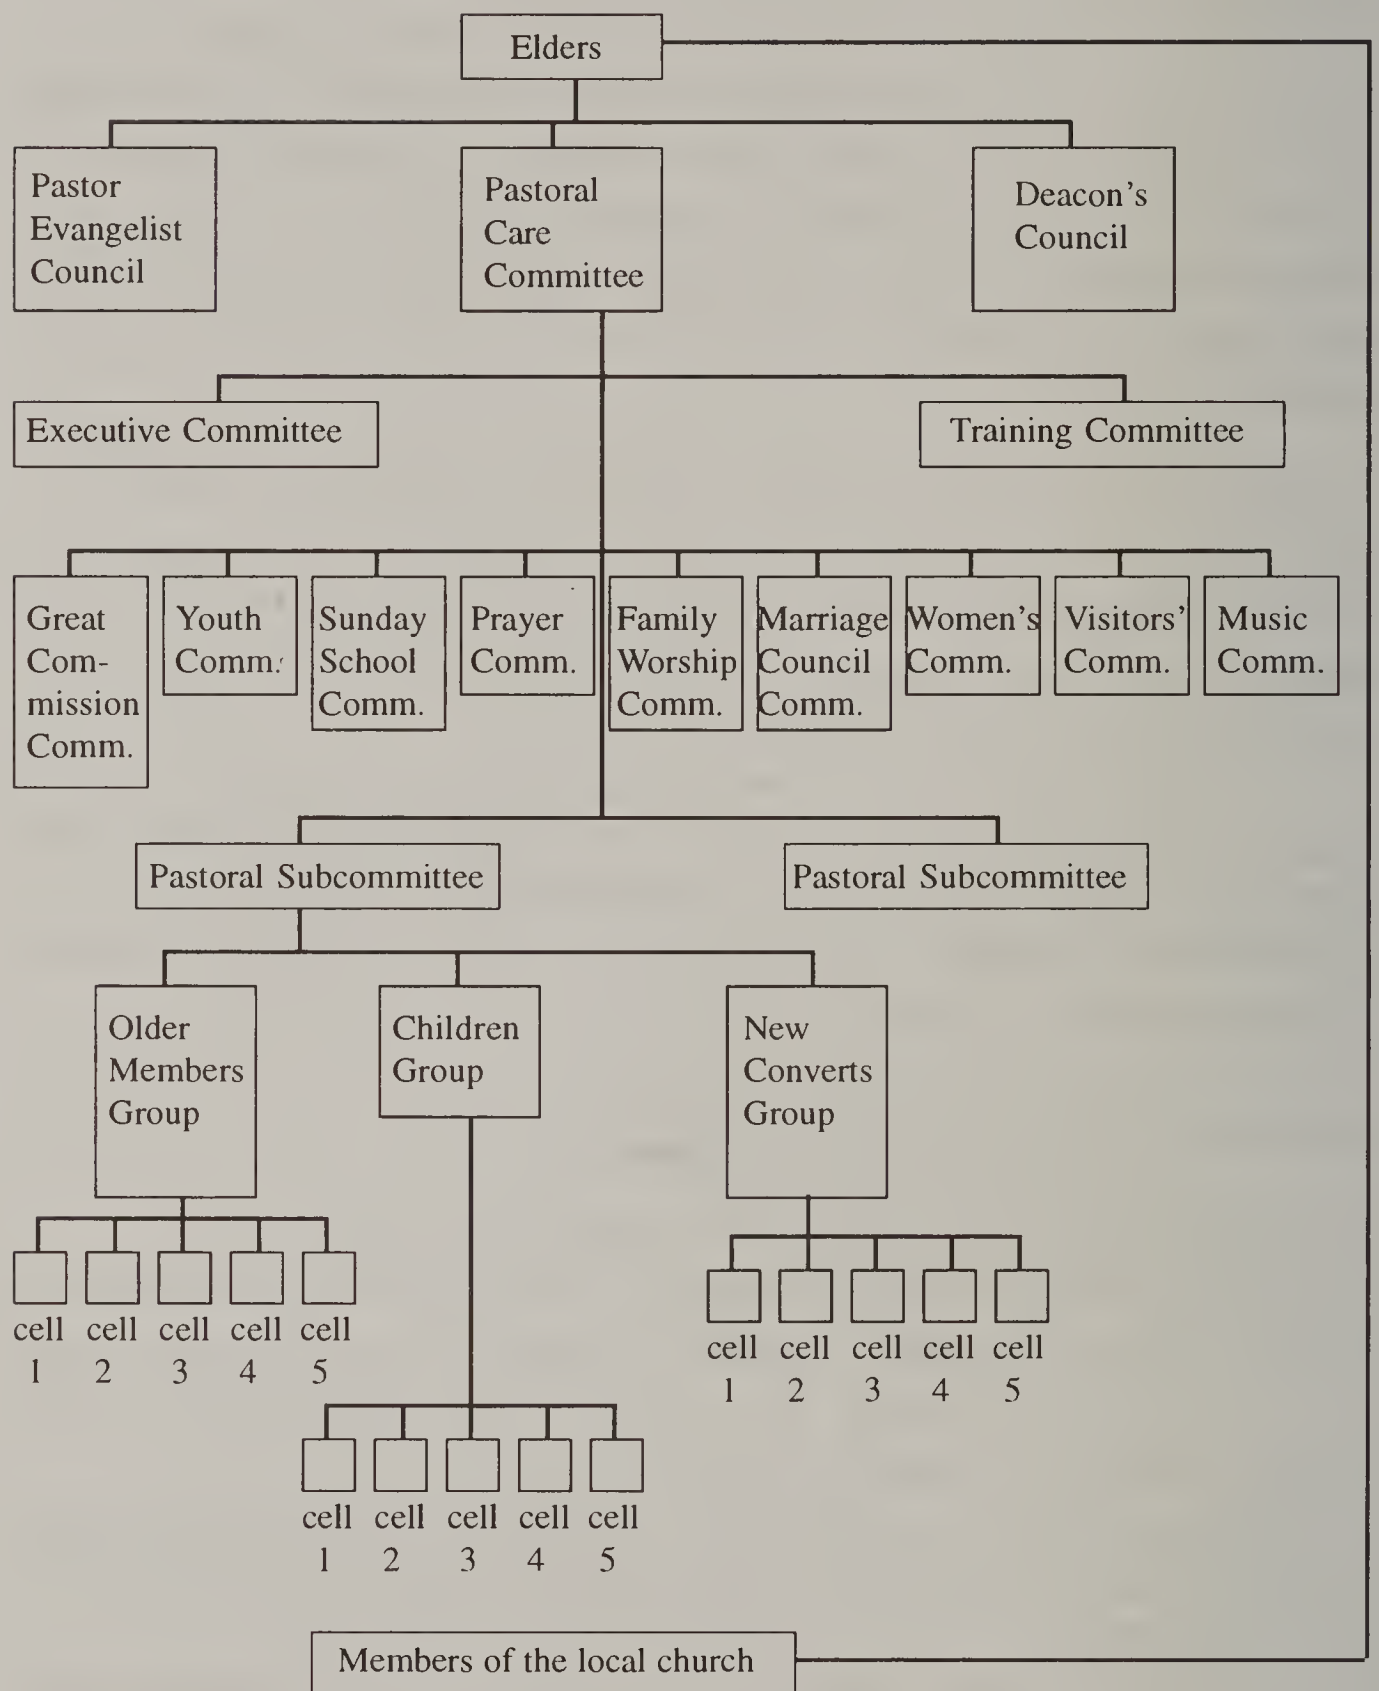 Elders
Pastor
Evangelist
Council
Pastoral
Care
Committee
Deacon's
Council
Executive Committee
Training Committee
Great
Com-
mission
Comm.
Youth
Comm.
Sunday
School
Comm.
Prayer
Comm.
Family
Worship
Comm.
Marriage
Council
Comm.
Women's
Comm.
Visitors'
Comm.
Music
Comm.
Pastoral Subcommittee
Pastoral Subcommittee
Older
Members
Group
Children
Group
New
Converts
Group
cell cell cell cell cell
1 2 3 4 5
cell cell cell cell cell
1 2 3 4 5
cell cell cell cell cell
1 2 3 4 5
Members of the local church